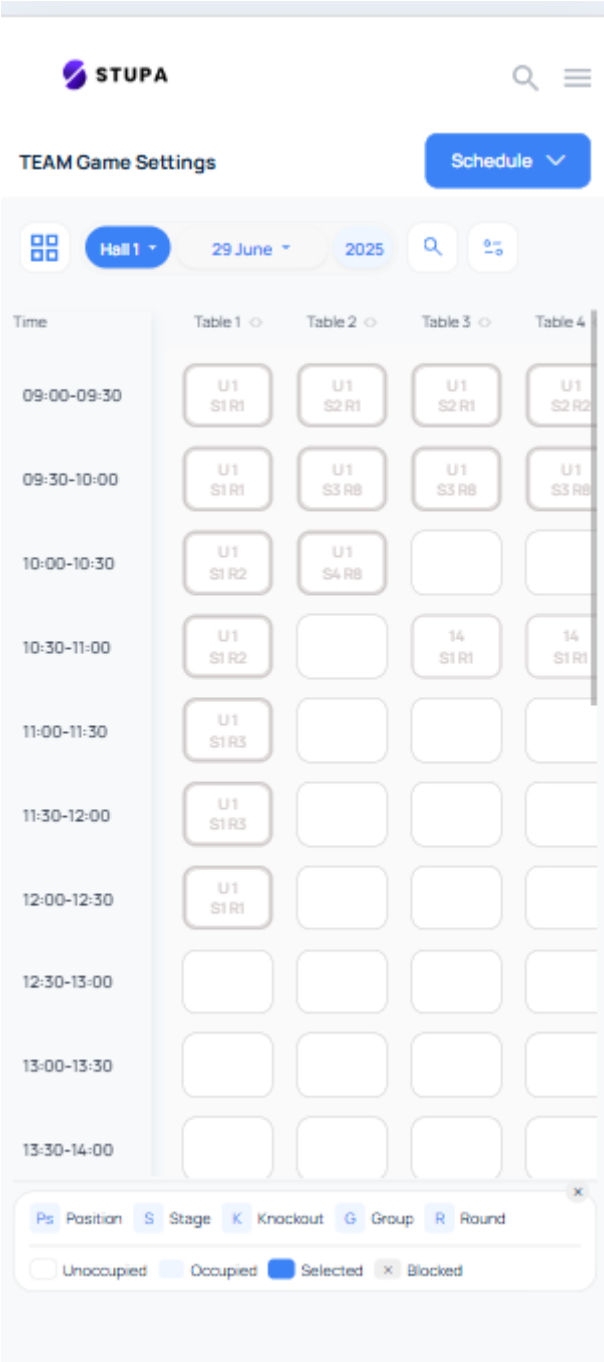 STUPA
TEAM Game Settings
Schedule
Hall 1
29 June
2025
Time Table 1 Table 2 Table 3 Table 4
09:00-09:30
U1 U1 U1 U1
S1 R1 S2 R1 S2 R1 S2 R2
09:30-10:00
U1 U1 U1 U1
S1 R1 S3 R8 S3 R8 S3 R8
10:00-10:30
U1 U1
S1 R2 S4 R8
10:30-11:00
U1 14 14
S1 R2 S1 R1 S1 R1
11:00-11:30
U1
S1 R3
11:30-12:00
U1
S1 R3
12:00-12:30
U1
S1 R1
12:30-13:00
13:00-13:30
13:30-14:00
Ps Position S Stage K Knockout G Group R Round
Unoccupied Occupied Selected Blocked